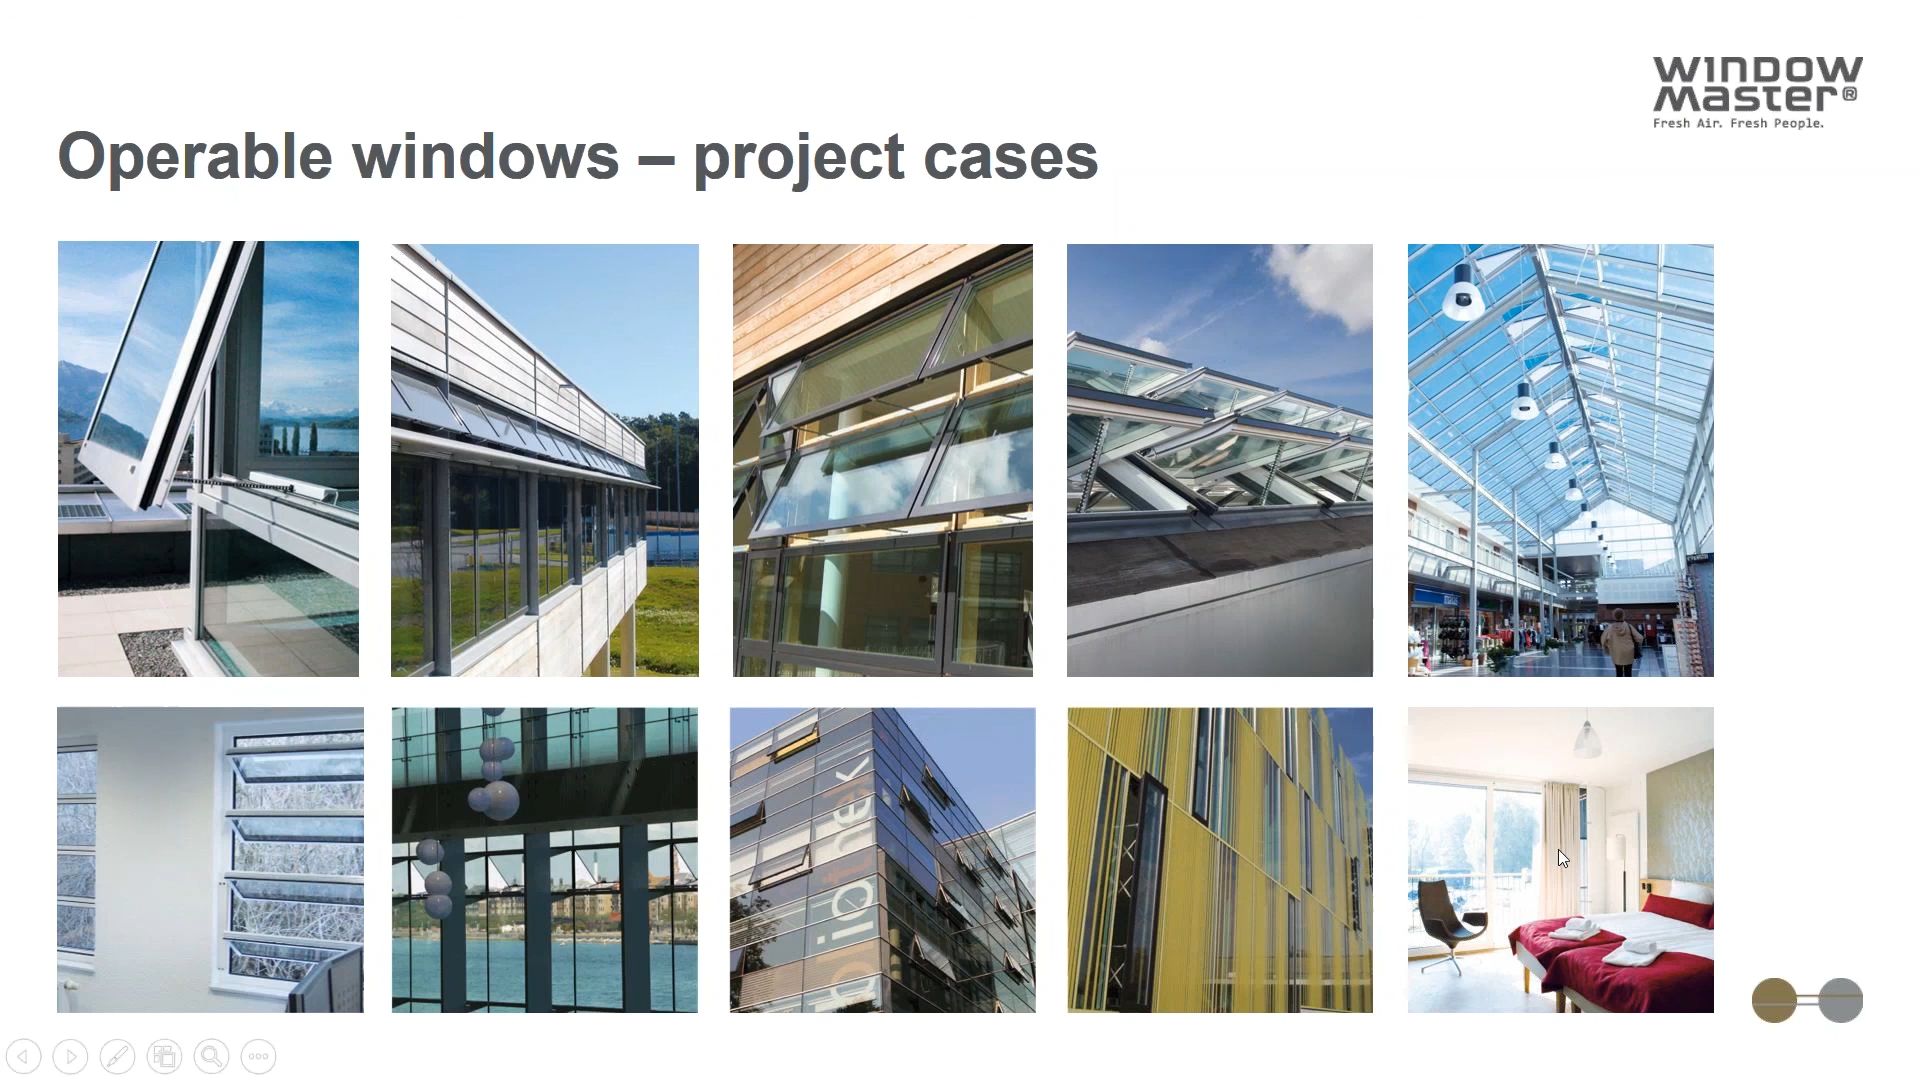 WINDOW
Master®
Fresh Air. Fresh People.
Operable windows – project cases